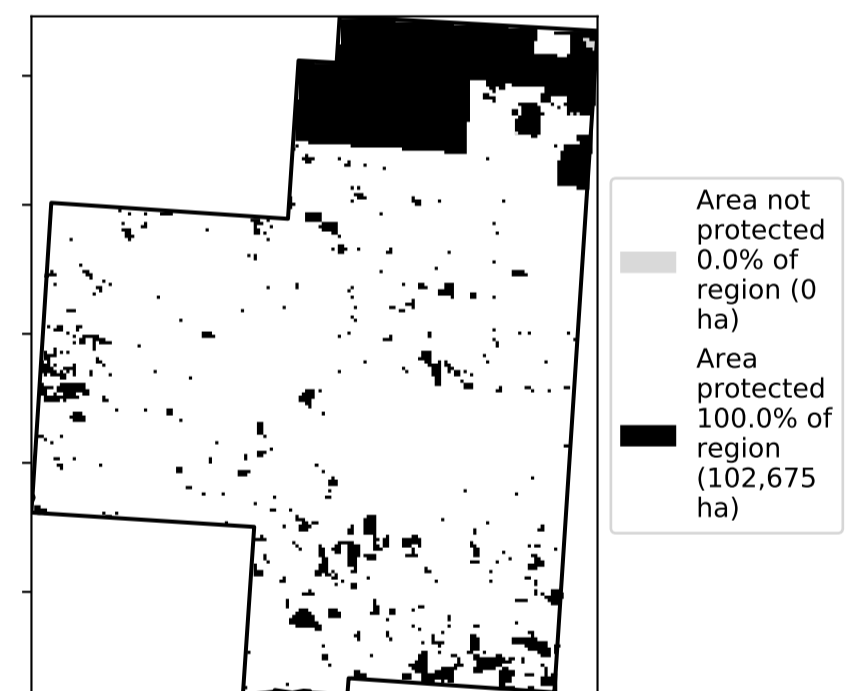 Area not
protected
0.0% of
region (0
ha)
Area
protected
100.0% of
region
(102,675
ha)